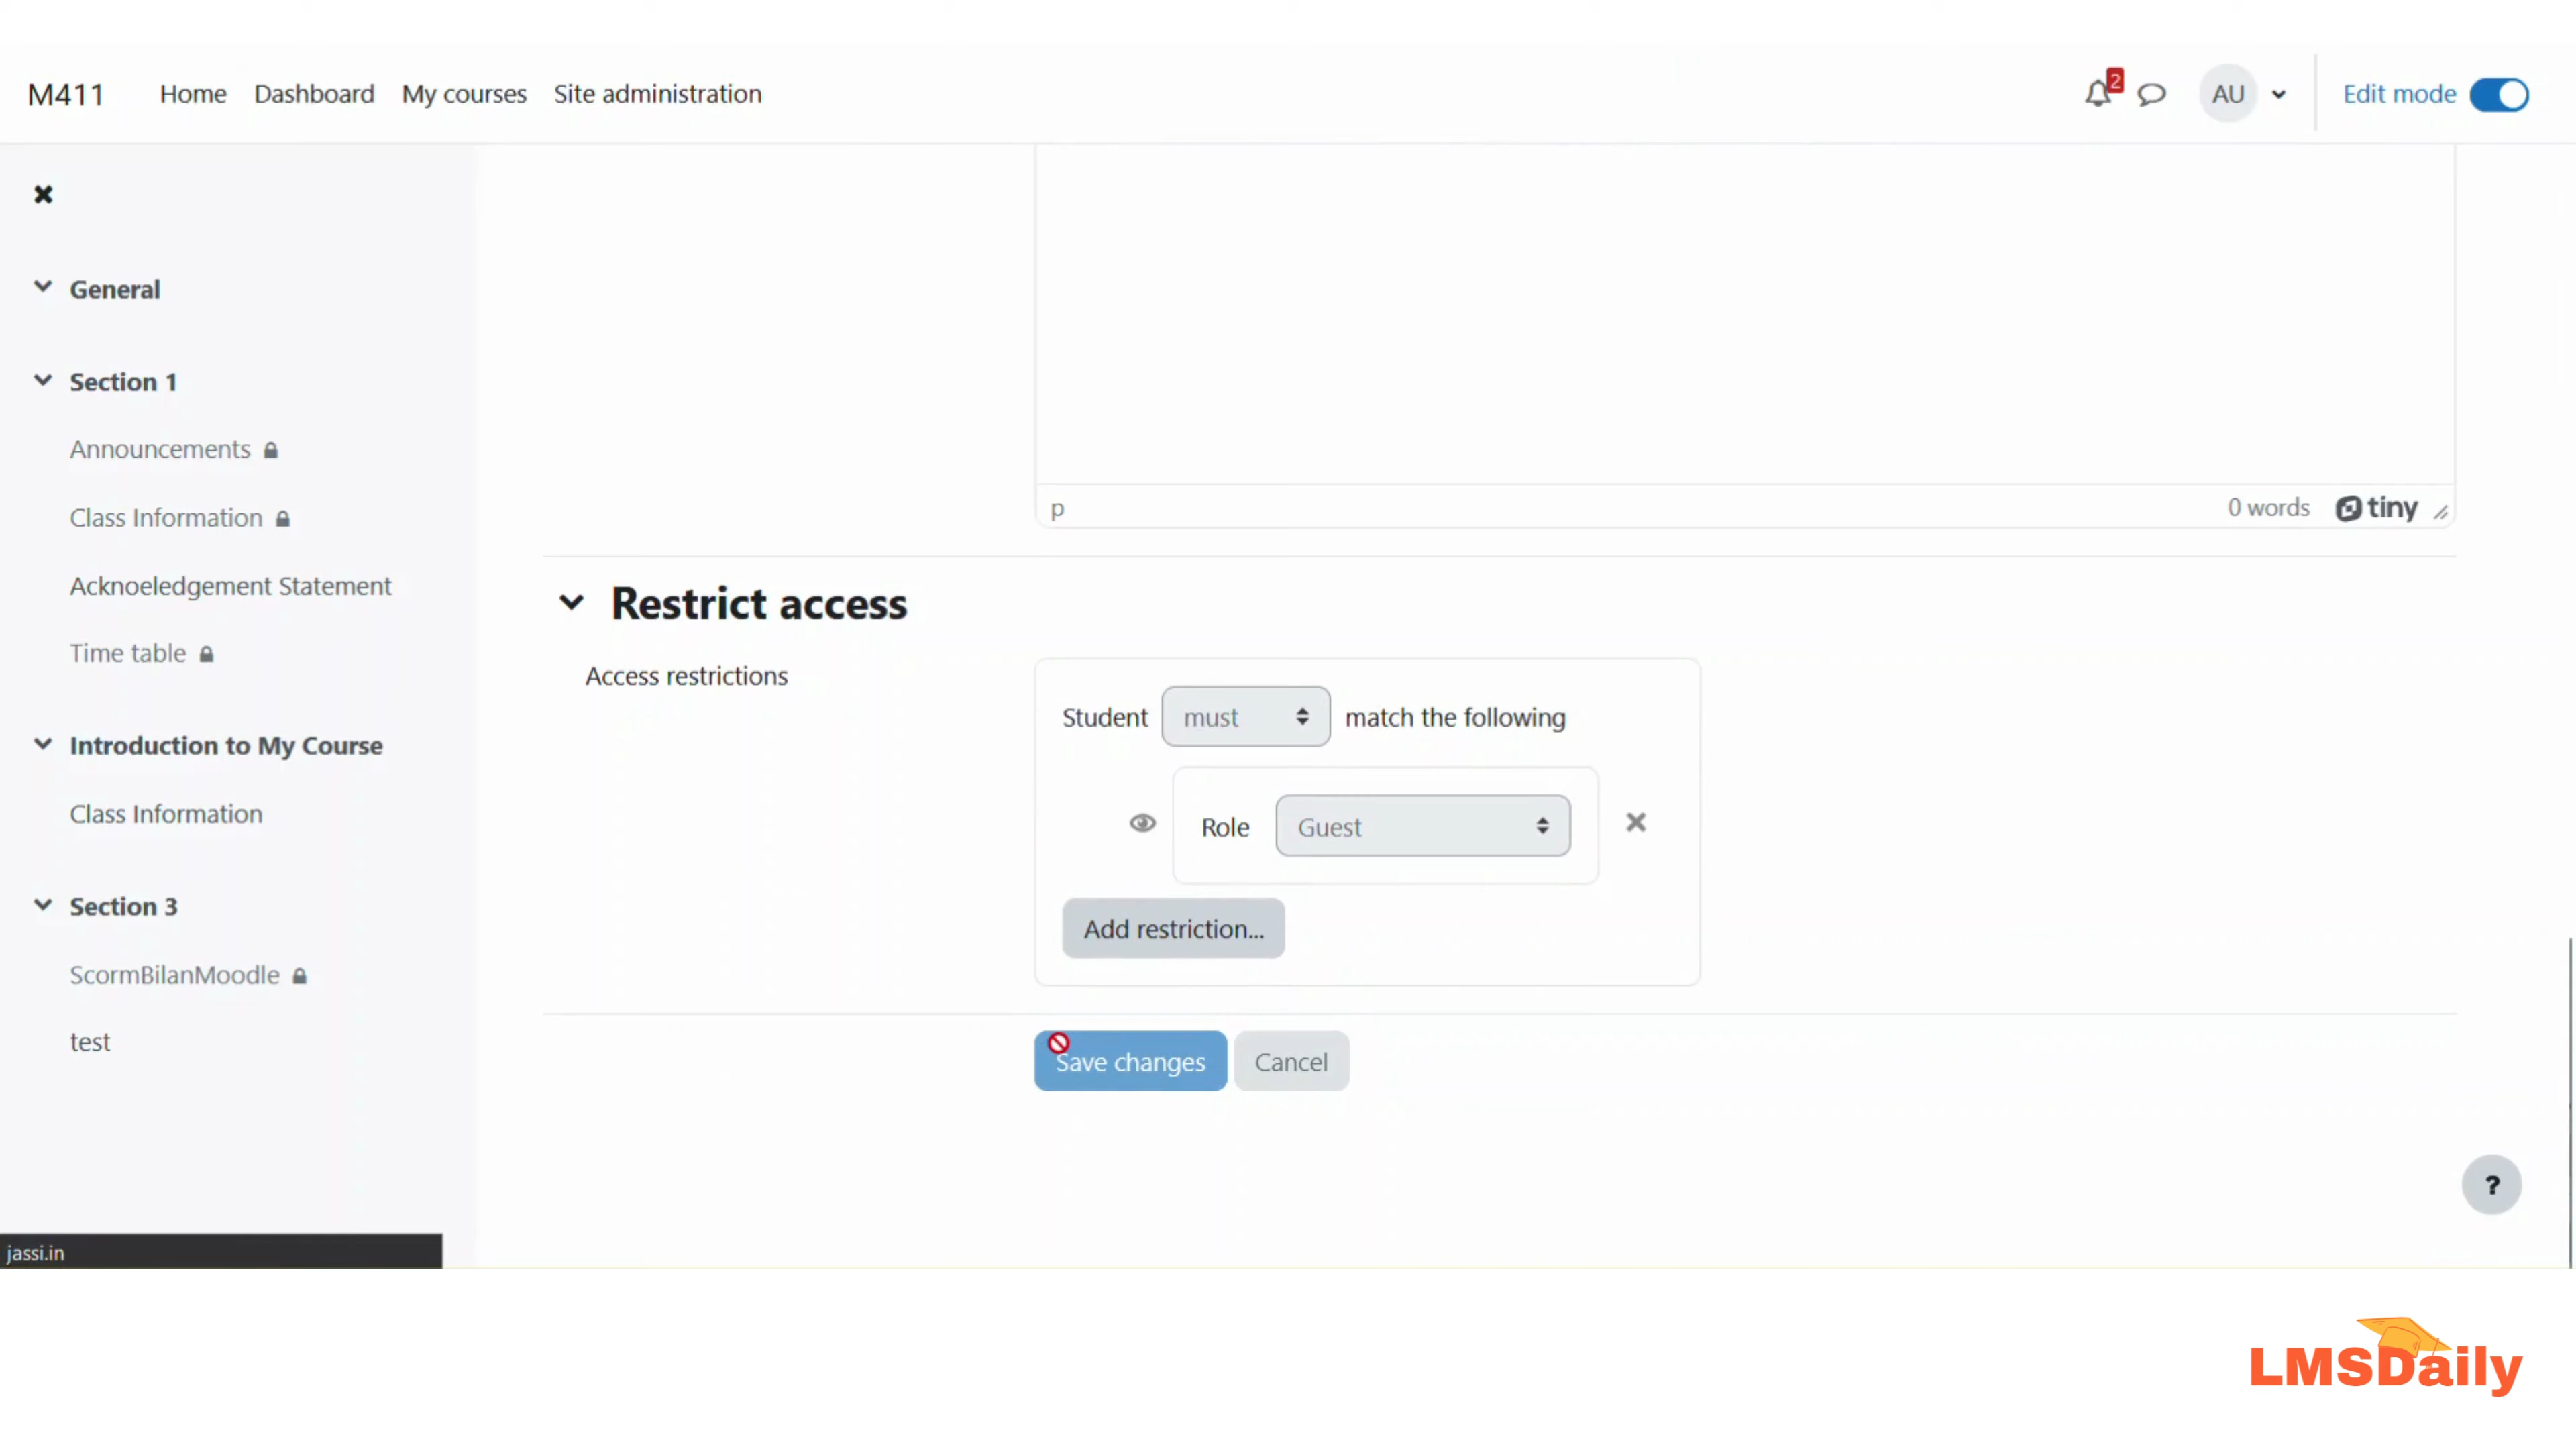 M411 Home Dashboard My courses Site administration 2 AU Edit mode
General
Section 1
Announcements
Class Information
Acknoeledgement Statement
Time table
Introduction to My Course
Class Information
Section 3
ScormBilanMoodle
test
p 0 words tiny
Restrict access
Access restrictions
Student must match the following
Role Guest
Add restriction...
Save changes Cancel
?
jassi.in
LMSDaily